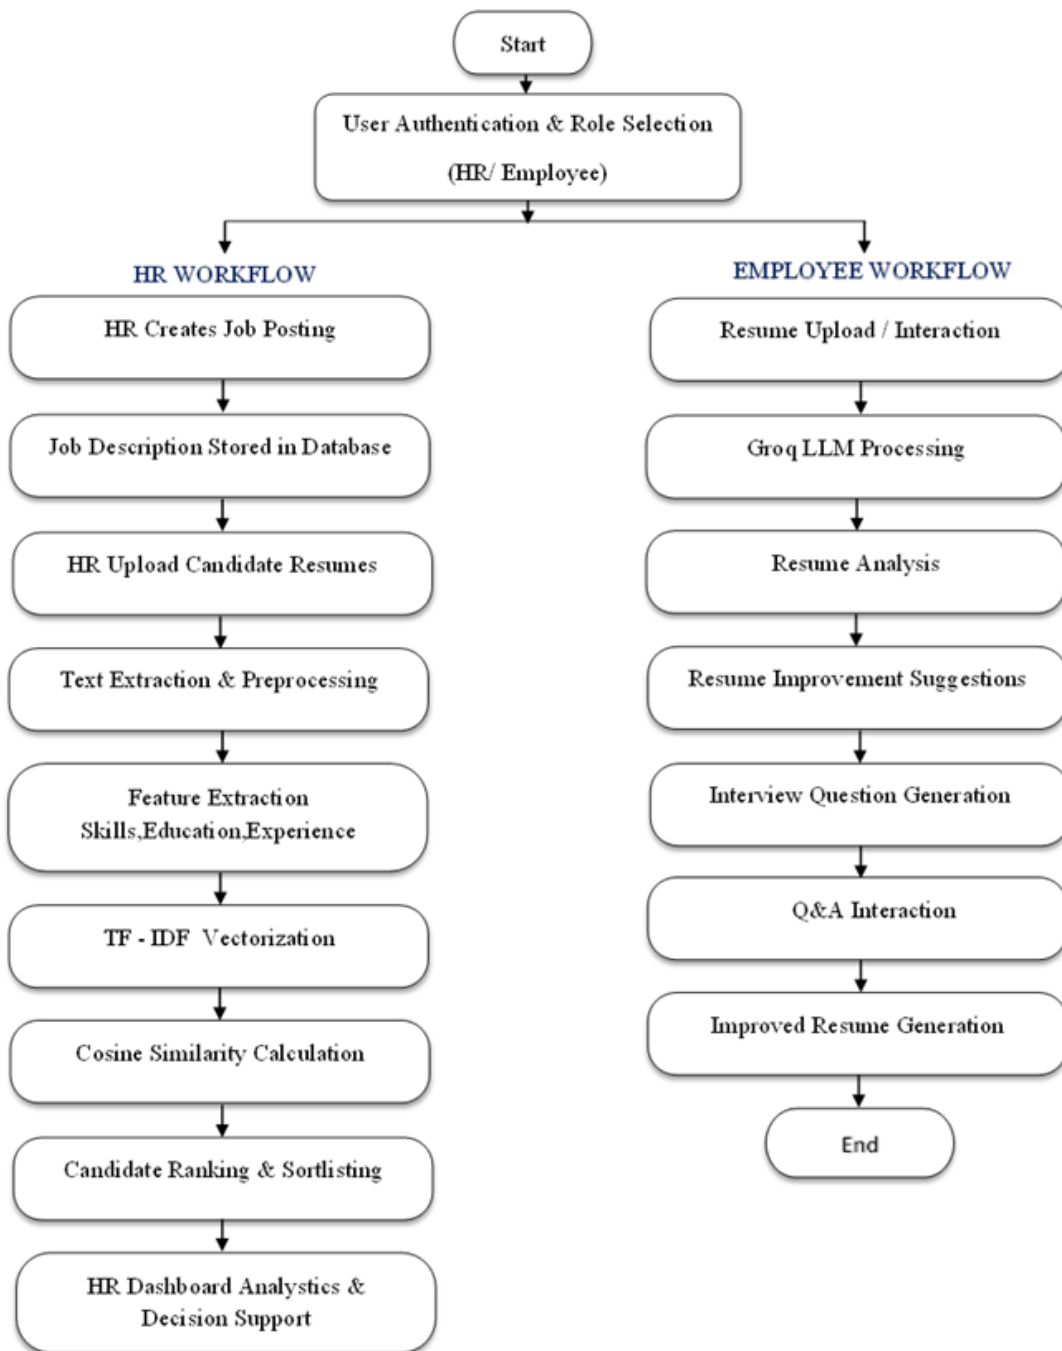 Start
User Authentication & Role Selection
(HR/ Employee)
HR WORKFLOW
HR Creates Job Posting
Job Description Stored in Database
HR Upload Candidate Resumes
Text Extraction & Preprocessing
Feature Extraction
Skills,Education,Experience
TF - IDF Vectorization
Cosine Similarity Calculation
Candidate Ranking & Sortlisting
HR Dashboard Analystics &
Decision Support
EMPLOYEE WORKFLOW
Resume Upload / Interaction
Groq LLM Processing
Resume Analysis
Resume Improvement Suggestions
Interview Question Generation
Q&A Interaction
Improved Resume Generation
End